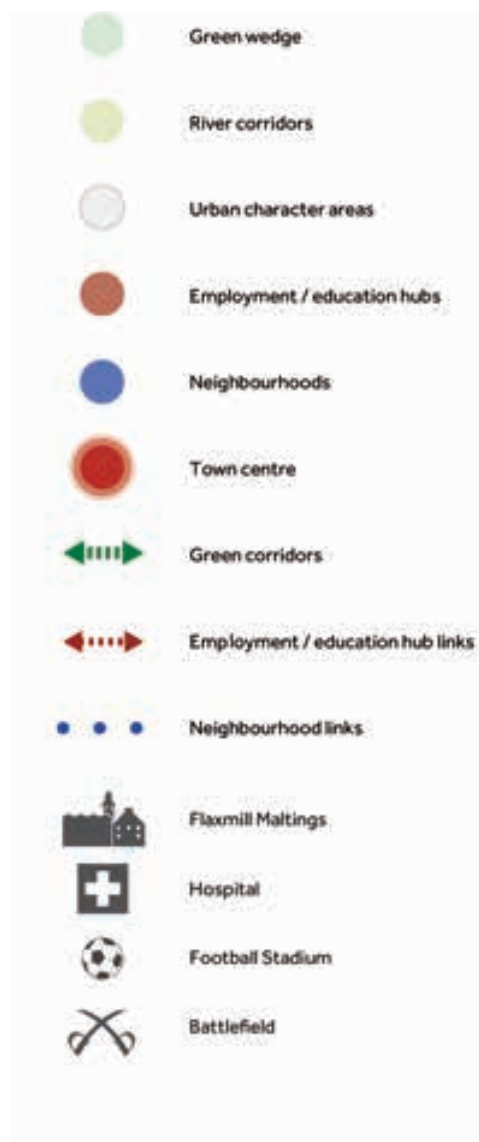 Green wedge
River corridors
Urban character areas
Employment / education hubs
Neighbourhoods
Town centre
Green corridors
Employment / education hub links
Neighbourhood links
Flaxmill Maltings
Hospital
Football Stadium
Battlefield